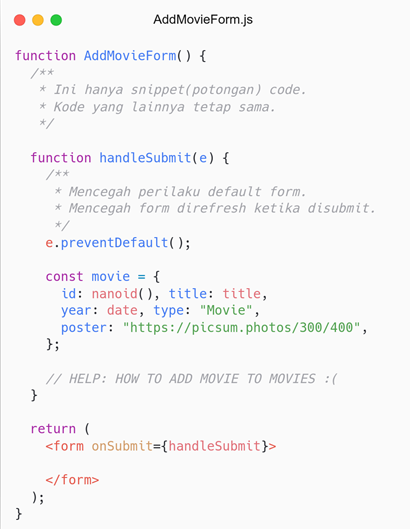 AddMovieForm.js
function AddMovieForm() {
/**
* Ini hanya snippet(potongan) code.
* Kode yang lainnya tetap sama.
*/
function handleSubmit(e) {
/**
* Mencegah perilaku default form.
* Mencegah form direfresh ketika disubmit.
*/
e.preventDefault();
const movie = {
id: nanoid(), title: title,
year: date, type: "Movie",
poster: "https://picsum.photos/300/400",
};
// HELP: HOW TO ADD MOVIE TO MOVIES :(
}
return (
<form onSubmit={handleSubmit}>
</form>
);
}